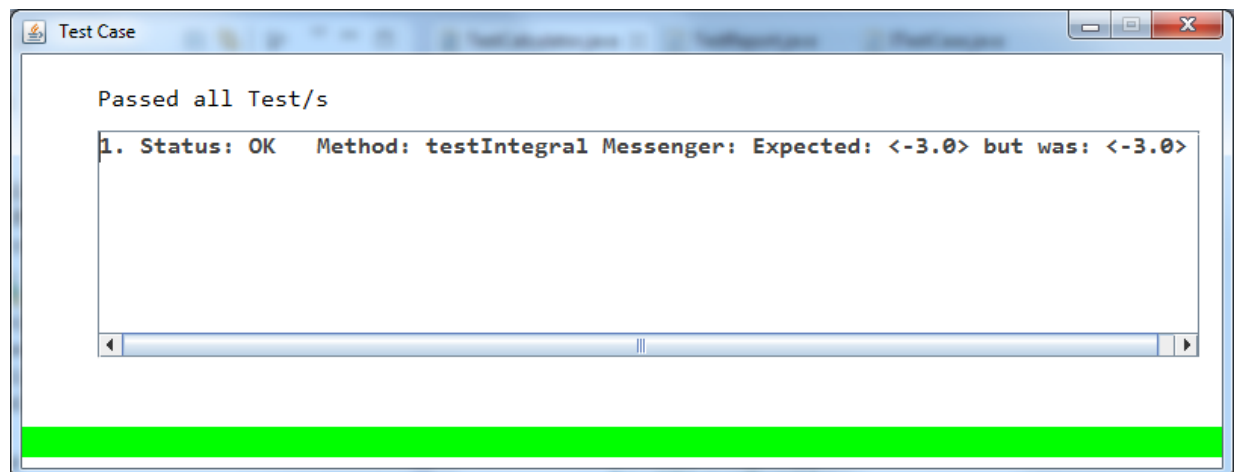 Test Case
Passed all Test/s
1. Status: OK   Method: testIntegral Messenger: Expected: <-3.0> but was: <-3.0>